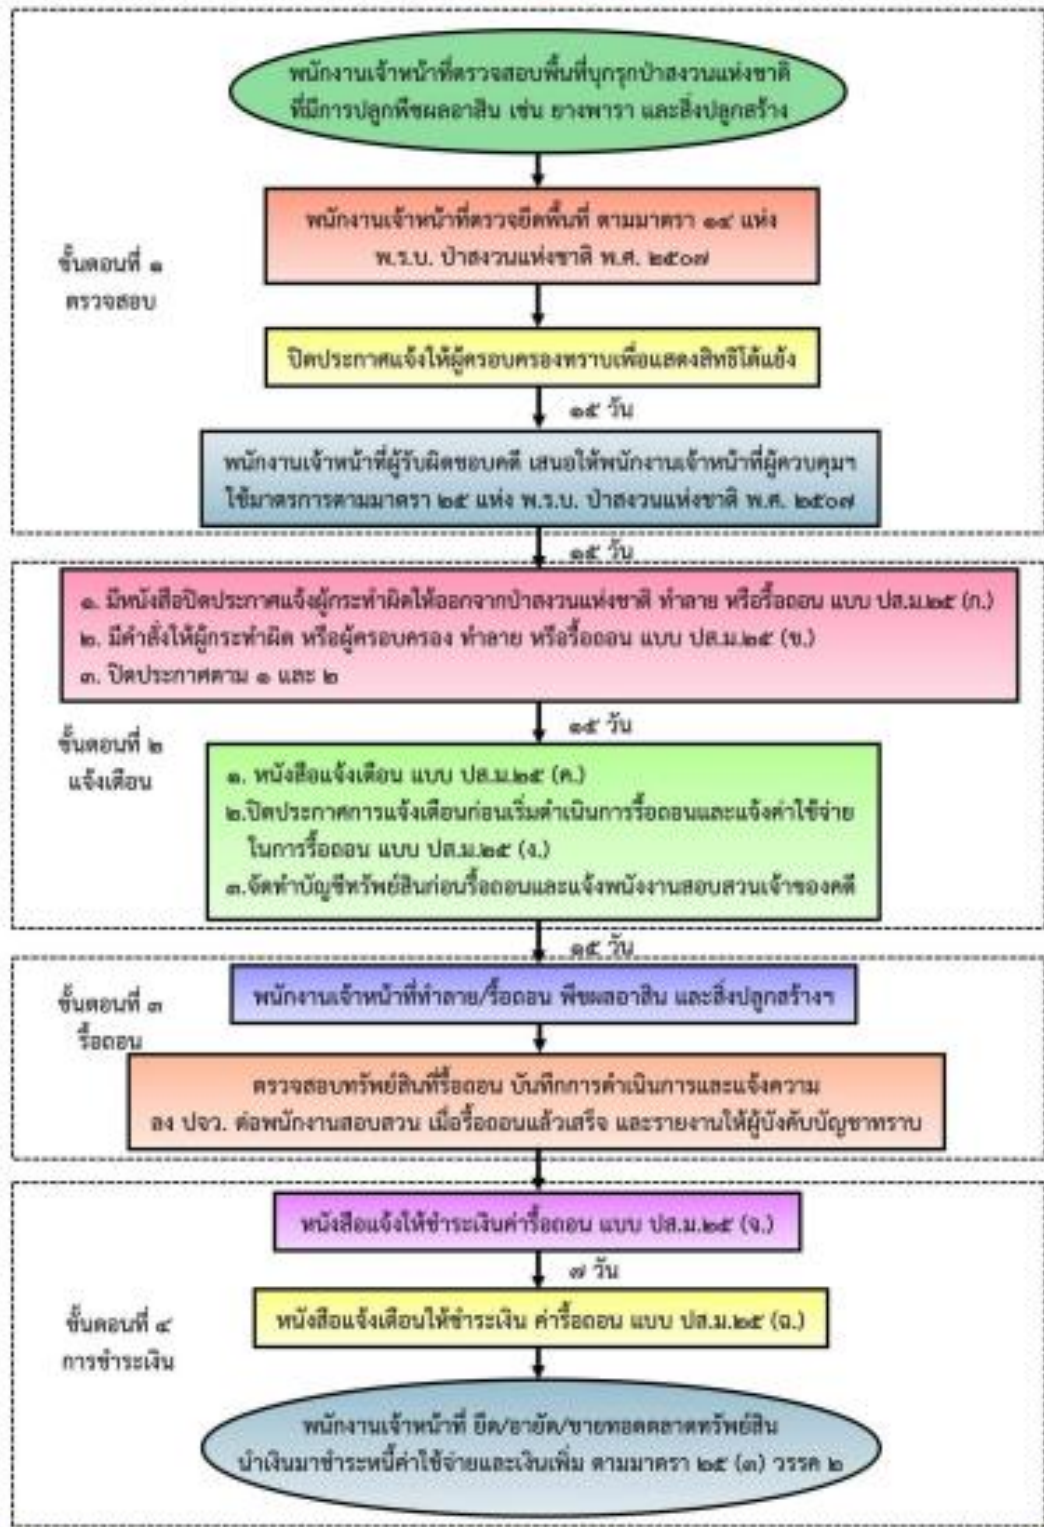 พนักงานเจ้าหน้าที่ตรวจสอบพื้นที่บุกรุกป่าสงวนแห่งชาติ
ที่มีการปลูกพืชผลอาสิน เช่น ยางพารา และสิ่งปลูกสร้าง
พนักงานเจ้าหน้าที่ตรวจยึดพื้นที่ ตามมาตรา ๑๔ แห่ง
พ.ร.บ. ป่าสงวนแห่งชาติ พ.ศ. ๒๕๐๗
ขั้นตอนที่ ๑
ตรวจสอบ
ปิดประกาศแจ้งให้ผู้ครอบครองทราบเพื่อแสดงสิทธิโต้แย้ง
๑๕ วัน
พนักงานเจ้าหน้าที่ผู้รับผิดชอบคดี เสนอให้พนักงานเจ้าหน้าที่ผู้ควบคุมฯ
ใช้มาตรการตามมาตรา ๒๕ แห่ง พ.ร.บ. ป่าสงวนแห่งชาติ พ.ศ. ๒๕๐๗
๑๕ วัน
๑. มีหนังสือปิดประกาศแจ้งผู้กระทำผิดให้ออกจากป่าสงวนแห่งชาติ ทำลาย หรือรื้อถอน แบบ ปส.ม.๒๕ (ก.)
๒. มีคำสั่งให้ผู้กระทำผิด หรือผู้ครอบครอง ทำลาย หรือรื้อถอน แบบ ปส.ม.๒๕ (ข.)
๓. ปิดประกาศตาม ๑ และ ๒
๑๕ วัน
ขั้นตอนที่ ๒
แจ้งเตือน
๑. หนังสือแจ้งเตือน แบบ ปส.ม.๒๕ (ค.)
๒.ปิดประกาศการแจ้งเตือนก่อนเริ่มดำเนินการรื้อถอนและแจ้งค่าใช้จ่าย
ในการรื้อถอน แบบ ปส.ม.๒๕ (ง.)
๓.จัดทำบัญชีทรัพย์สินก่อนรื้อถอนและแจ้งพนังงานสอบสวนเจ้าของคดี
๑๕ วัน
ขั้นตอนที่ ๓
รื้อถอน
พนักงานเจ้าหน้าที่ทำลาย/รื้อถอน พืชผลอาสิน และสิ่งปลูกสร้างฯ
ตรวจสอบทรัพย์สินที่รื้อถอน บันทึกการดำเนินการและแจ้งความ
ลง ปจว. ต่อพนักงานสอบสวน เมื่อรื้อถอนแล้วเสร็จ และรายงานให้ผู้บังคับบัญชาทราบ
หนังสือแจ้งให้ชำระเงินค่ารื้อถอน แบบ ปส.ม.๒๕ (จ.)
๗ วัน
ขั้นตอนที่ ๔
การชำระเงิน
หนังสือแจ้งเตือนให้ชำระเงิน ค่ารื้อถอน แบบ ปส.ม.๒๕ (ฉ.)
พนักงานเจ้าหน้าที่ ยึด/อายัด/ขายทอดตลาดทรัพย์สิน
นำเงินมาชำระหนี้ค่าใช้จ่ายและเงินเพิ่ม ตามมาตรา ๒๕ (๓) วรรค ๒